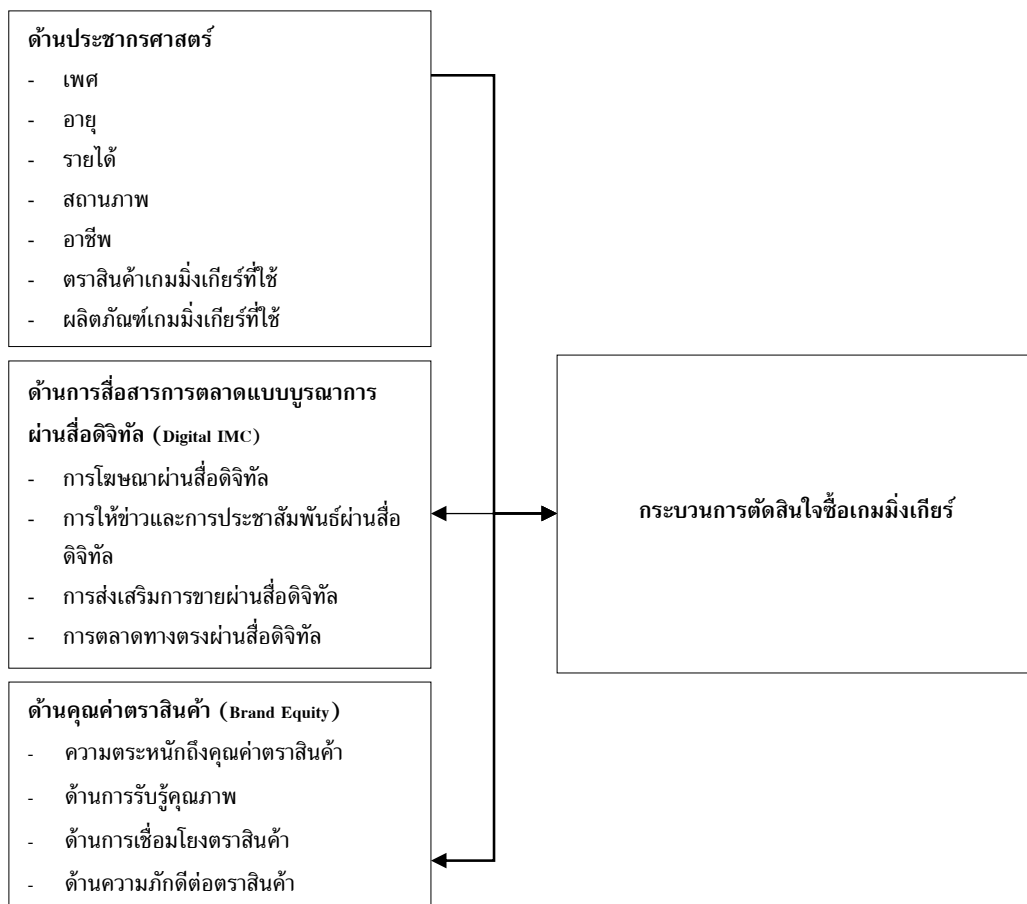 ด้านประชากรศาสตร์
- เพศ
- อายุ
- รายได้
- สถานภาพ
- อาชีพ
- ตราสินค้าเกมมิ่งเกียร์ที่ใช้
- ผลิตภัณฑ์เกมมิ่งเกียร์ที่ใช้
ด้านการสื่อสารการตลาดแบบบูรณาการ
ผ่านสื่อดิจิทัล (Digital IMC)
- การโฆษณาผ่านสื่อดิจิทัล
- การให้ข่าวและการประชาสัมพันธ์ผ่านสื่อ
ดิจิทัล
- การส่งเสริมการขายผ่านสื่อดิจิทัล
- การตลาดทางตรงผ่านสื่อดิจิทัล
ด้านคุณค่าตราสินค้า (Brand Equity)
- ความตระหนักถึงคุณค่าตราสินค้า
- ด้านการรับรู้คุณภาพ
- ด้านการเชื่อมโยงตราสินค้า
- ด้านความภักดีต่อตราสินค้า
กระบวนการตัดสินใจซื้อเกมมิ่งเกียร์